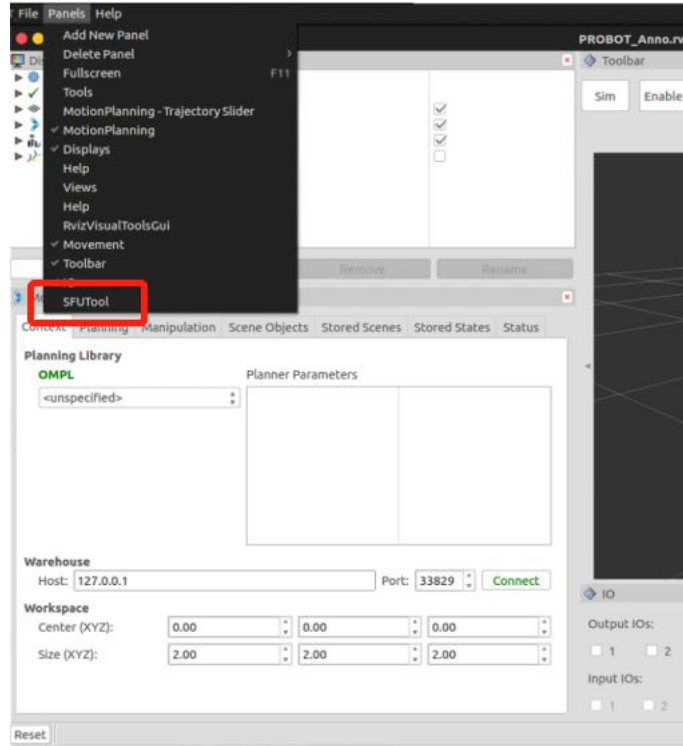 File Panels Help
PROBOT_Anno.rv
Add New Panel
Delete Panel
Fullscreen F11
Tools
MotionPlanning - Trajectory Slider
MotionPlanning
Displays
Help
Views
Help
RvizVisualToolsGui
Movement
Toolbar
SFUTool
Di
Toolbar
Sim Enable
Remove Rename
Context Planning Manipulation Scene Objects Stored Scenes Stored States Status
Planning Library
OMPL Planner Parameters
<unspecified>
Warehouse
Host: 127.0.0.1 Port: 33829 Connect
Workspace
Center (XYZ): 0.00 0.00 0.00
Size (XYZ): 2.00 2.00 2.00
IO
Output IOs:
1 2
Input IOs:
1 2
Reset